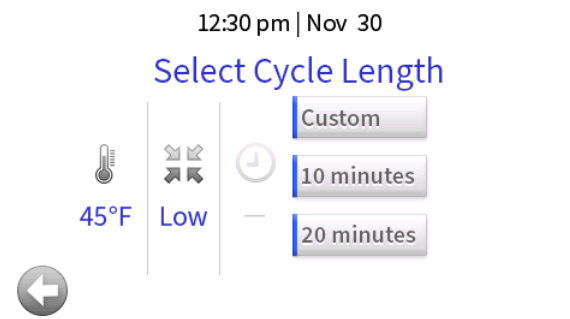 12:30 pm | Nov 30
Select Cycle Length
45°F
Low
—
Custom
10 minutes
20 minutes